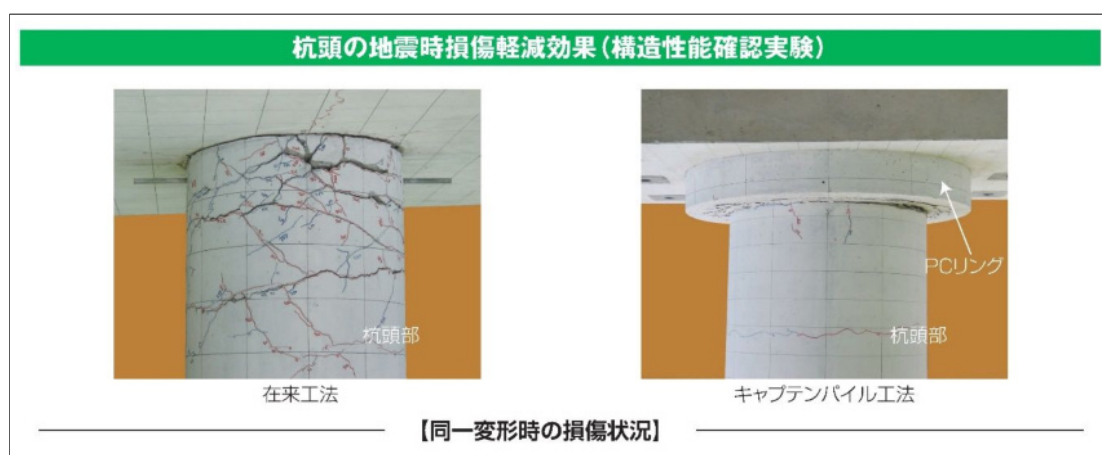 杭頭の地震時損傷軽減効果(構造性能確認実験)
PCリング
杭頭部
杭頭部
在来工法
キャプテンパイル工法
【同一変形時の損傷状況】